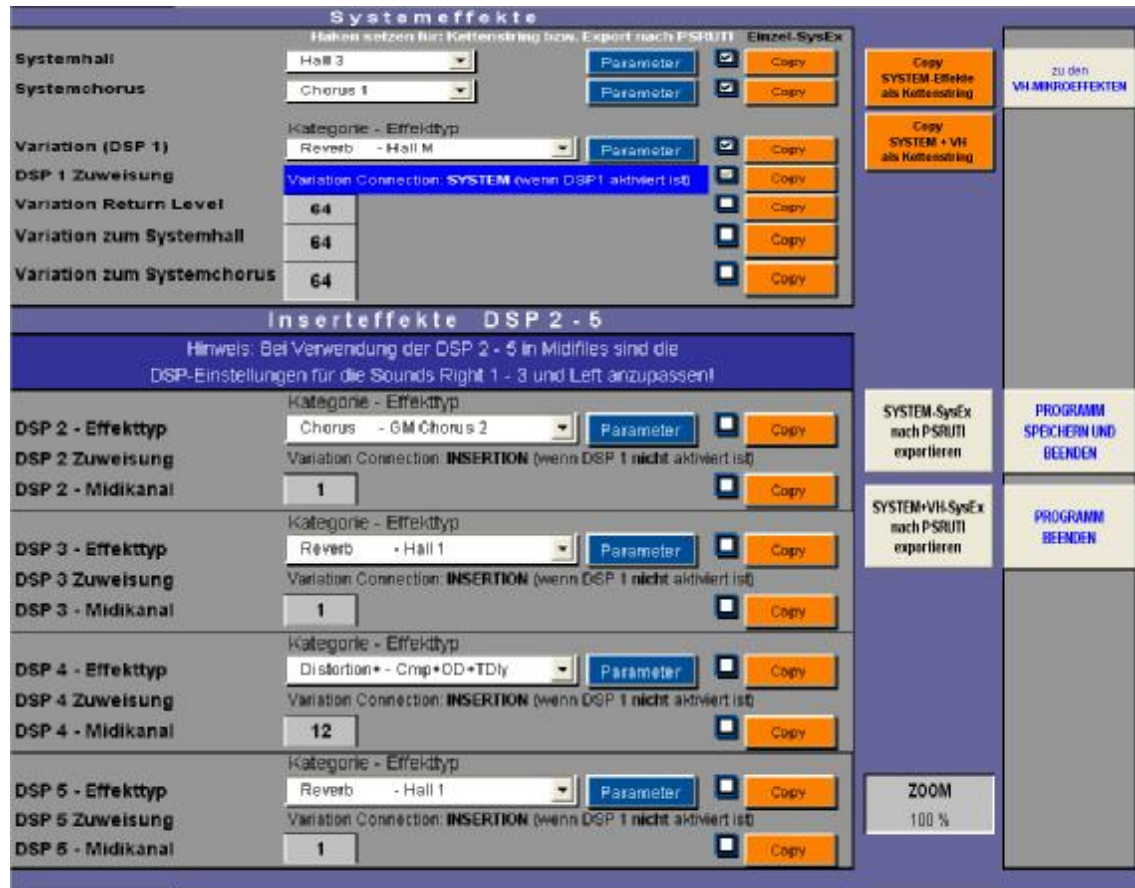 Systemeffekte
Haken setzen für: Kettenstring bzw. Export nach PSRUTI Einzel-SysEx
Systemhall Hall 3 Parameter Copy
Systemchorus Chorus 1 Parameter Copy
Kategorie - Effekttyp
Variation (DSP 1) Reverb - Hall M Parameter Copy
DSP 1 Zuweisung Variation Connection: SYSTEM (wenn DSP1 aktiviert ist) Copy
Variation Return Level 64 Copy
Variation zum Systemhall 64 Copy
Variation zum Systemchorus 64 Copy
Copy
SYSTEM-Effekte
als Kettenstring
zu den
VH-MIKROEFFEKTEN
Copy
SYSTEM + VH
als Kettenstring
Inserteffekte DSP 2 - 5
Hinweis: Bei Verwendung der DSP 2 - 5 in Midifiles sind die
DSP-Einstellungen für die Sounds Right 1 - 3 und Left anzupassen!
Kategorie - Effekttyp
DSP 2 - Effekttyp Chorus - GM Chorus 2 Parameter Copy
DSP 2 Zuweisung Variation Connection: INSERTION (wenn DSP 1 nicht aktiviert ist)
DSP 2 - Midikanal 1 Copy
Kategorie - Effekttyp
DSP 3 - Effekttyp Reverb - Hall 1 Parameter Copy
DSP 3 Zuweisung Variation Connection: INSERTION (wenn DSP 1 nicht aktiviert ist)
DSP 3 - Midikanal 1 Copy
Kategorie - Effekttyp
DSP 4 - Effekttyp Distortion+ - Cmp+OD+TDly Parameter Copy
DSP 4 Zuweisung Variation Connection: INSERTION (wenn DSP 1 nicht aktiviert ist)
DSP 4 - Midikanal 12 Copy
Kategorie - Effekttyp
DSP 5 - Effekttyp Reverb - Hall 1 Parameter Copy
DSP 5 Zuweisung Variation Connection: INSERTION (wenn DSP 1 nicht aktiviert ist)
DSP 5 - Midikanal 1 Copy
SYSTEM-SysEx
nach PSRUTI
exportieren
PROGRAMM
SPEICHERN UND
BEENDEN
SYSTEM+VH-SysEx
nach PSRUTI
exportieren
PROGRAMM
BEENDEN
ZOOM
100 %